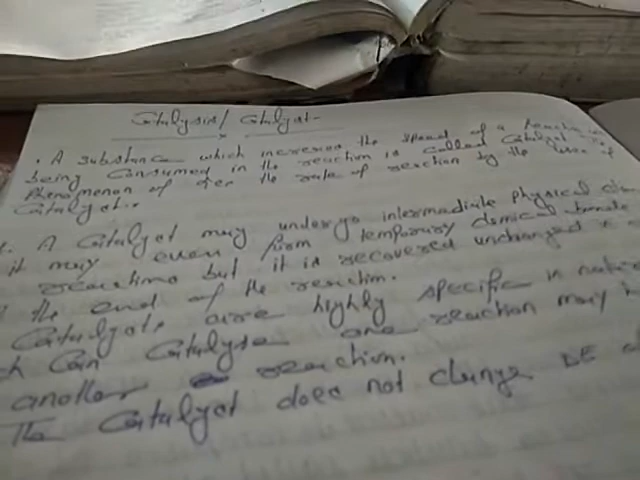 Catalysis/ Catalyst-
. A substance which increases the speed of a reaction
being consumed in the reaction is called Catalyst
Phenomenon of the rate of reaction by the use of
Catalyst.
. A Catalyst may undergo intermediate physical
it may even form temporary
reactions but it is recovered unchanged
the end of the reaction.
Catalysts are highly specific in nature
Can Catalyse one reaction may
another reaction.
The Catalyst does not change